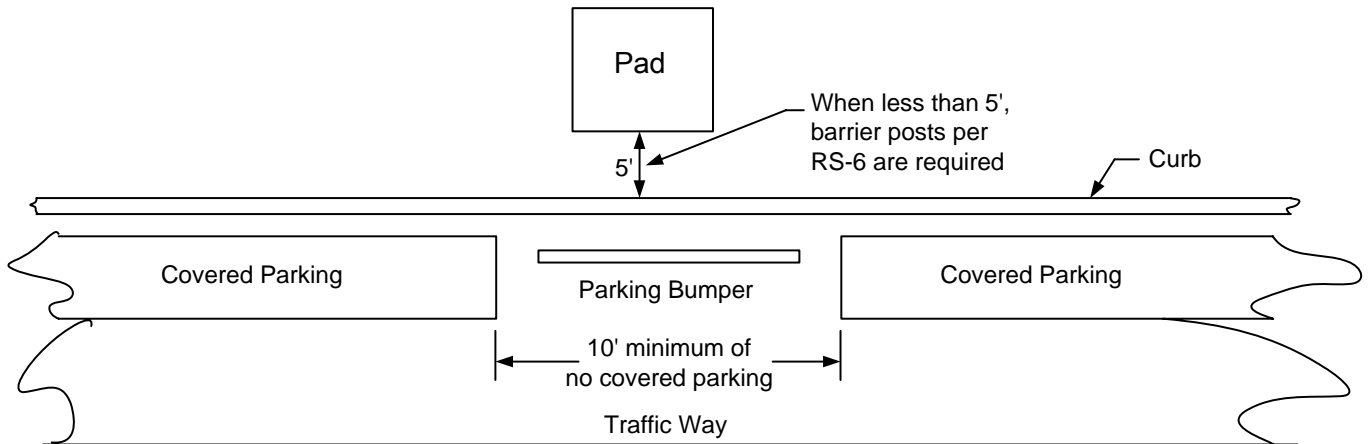 Pad
When less than 5',
barrier posts per
RS-6 are required
5'
Curb
Covered Parking
Parking Bumper
Covered Parking
10' minimum of
no covered parking
Traffic Way